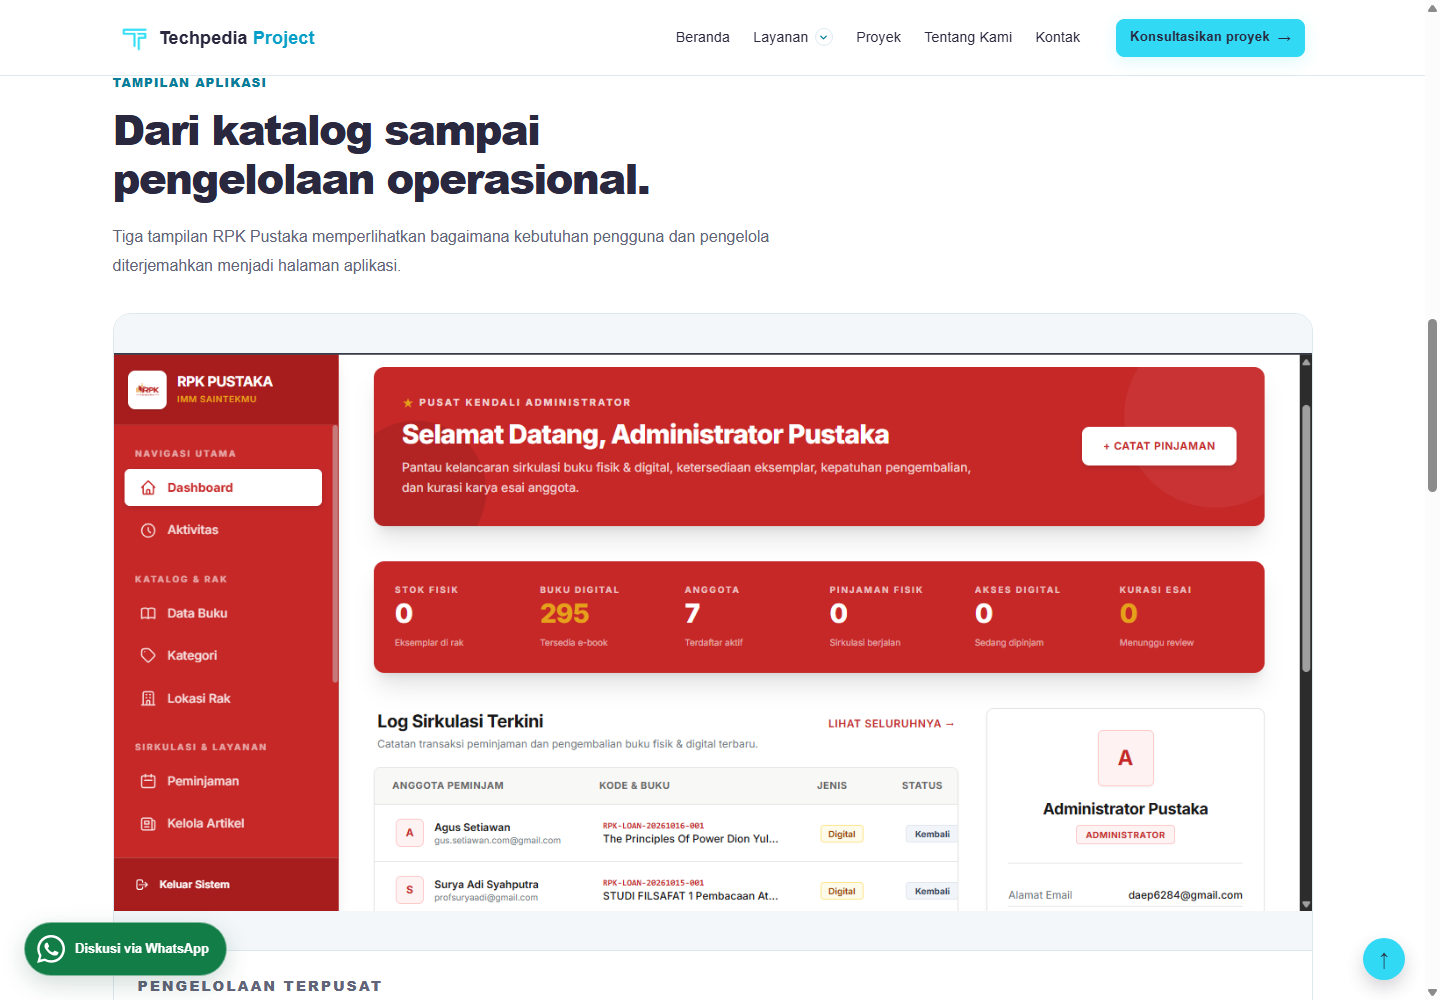 Techpedia Project
Beranda
Layanan
Proyek
Tentang Kami
Kontak
Konsultasikan proyek →
TAMPILAN APLIKASI
Dari katalog sampai
pengelolaan operasional.
Tiga tampilan RPK Pustaka memperlihatkan bagaimana kebutuhan pengguna dan pengelola
diterjemahkan menjadi halaman aplikasi.
RPK
RPK PUSTAKA
IMM SAINTEKMU
NAVIGASI UTAMA
Dashboard
Aktivitas
KATALOG & RAK
Data Buku
Kategori
Lokasi Rak
SIRKULASI & LAYANAN
Peminjaman
Kelola Artikel
Keluar Sistem
★ PUSAT KENDALI ADMINISTRATOR
Selamat Datang, Administrator Pustaka
Pantau kelancaran sirkulasi buku fisik & digital, ketersediaan eksemplar, kepatuhan pengembalian,
dan kurasi karya esai anggota.
+ CATAT PINJAMAN
STOK FISIK
0
Eksemplar di rak
BUKU DIGITAL
295
Tersedia e-book
ANGGOTA
7
Terdaftar aktif
PINJAMAN FISIK
0
Sirkulasi berjalan
AKSES DIGITAL
0
Sedang dipinjam
KURASI ESAI
0
Menunggu review
Log Sirkulasi Terkini
LIHAT SELURUHNYA →
Catatan transaksi peminjaman dan pengembalian buku fisik & digital terbaru.
ANGGOTA PEMINJAM
KODE & BUKU
JENIS
STATUS
A
Agus Setiawan
gus.setiawan.com@gmail.com
RPK-LOAN-20261016-001
The Principles Of Power Dion Yul...
Digital
Kembali
S
Surya Adi Syahputra
profsuryaadi@gmail.com
RPK-LOAN-20261015-001
STUDI FILSAFAT 1 Pembacaan At...
Digital
Kembali
A
Administrator Pustaka
ADMINISTRATOR
Alamat Email
daep6284@gmail.com
Diskusi via WhatsApp
↑
PENGELOLAAN TERPUSAT